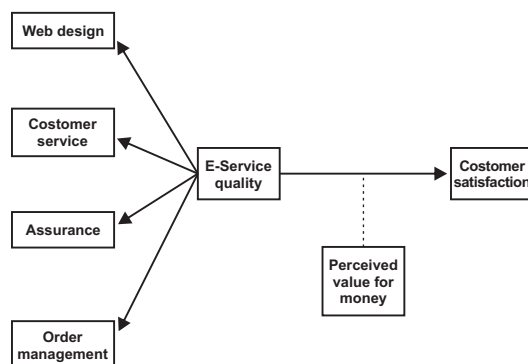 Web design
Costomer
service
E-Service
quality
Costomer
satisfaction
Assurance
Perceived
value for
money
Order
management